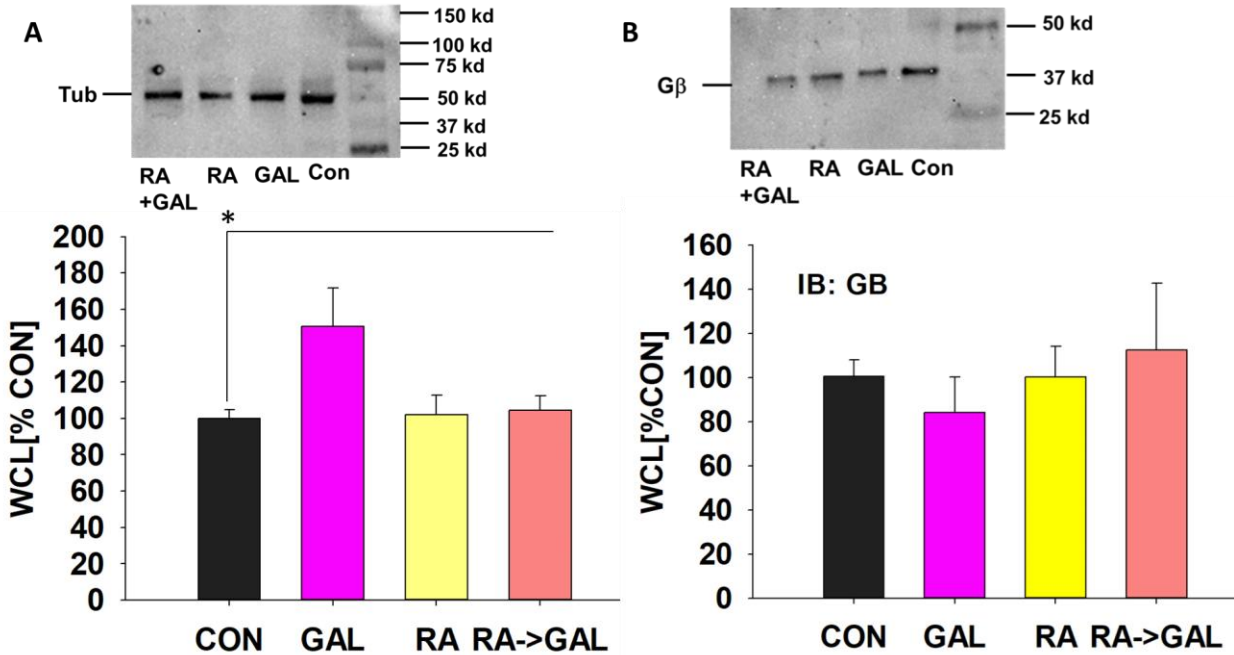 A
Tub
150 kd
100 kd
75 kd
50 kd
37 kd
25 kd
RA
+GAL
RA
GAL
Con
*
WCL[% CON]
200
180
160
140
120
100
80
60
40
20
0
CON
GAL
RA
RA->GAL
B
Gβ
50 kd
37 kd
25 kd
RA
+GAL
RA
GAL
Con
IB: GB
WCL[%CON]
160
140
120
100
80
60
40
20
0
CON
GAL
RA
RA->GAL